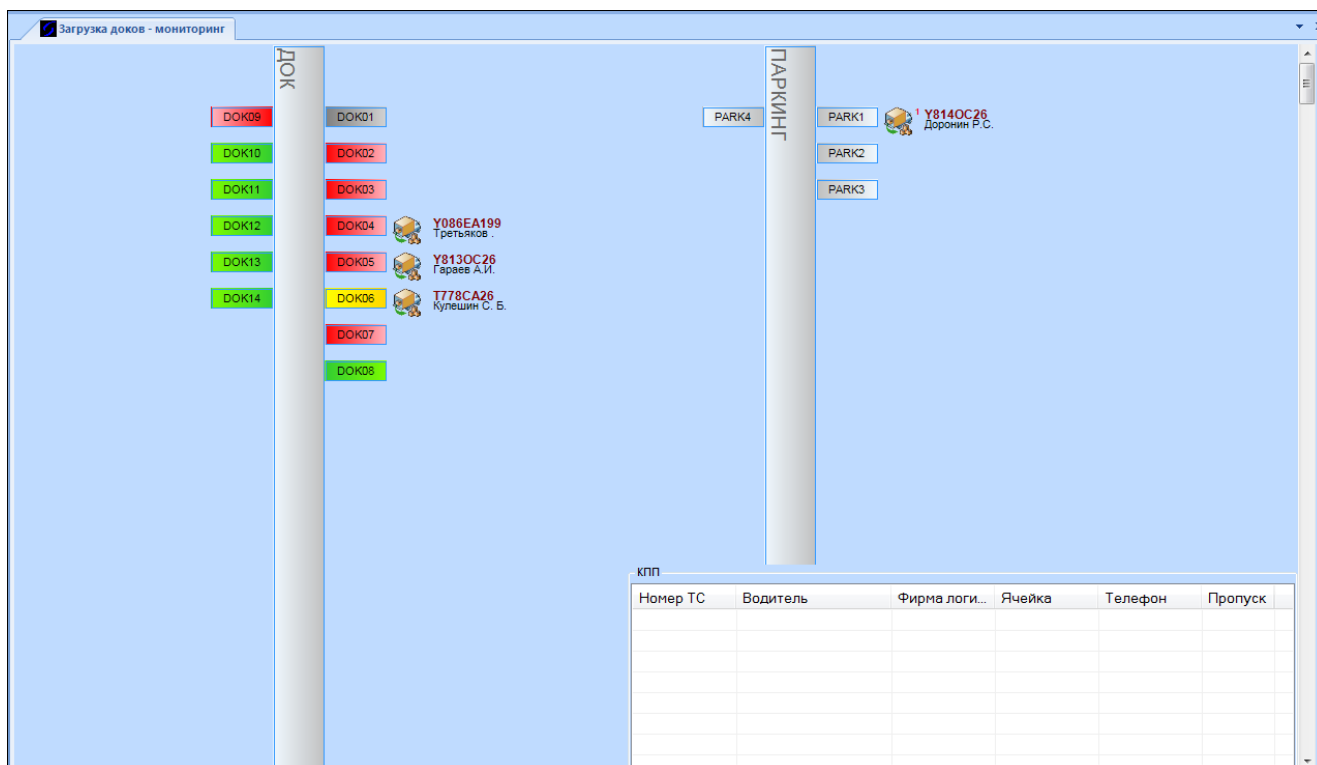 Загрузка доков - мониторинг
ДОК
ПАРКИНГ
DOK09
DOK01
PARK4
PARK1
1 Y814OC26
Доронин Р.С.
DOK10
DOK02
PARK2
DOK11
DOK03
PARK3
DOK12
DOK04
Y086EA199
Третьяков .
DOK13
DOK05
Y813OC26
Гараев А.И.
DOK14
DOK06
T778CA26
Кулешин С. Б.
DOK07
DOK08
КПП
Номер ТС Водитель Фирма логи... Ячейка Телефон Пропуск